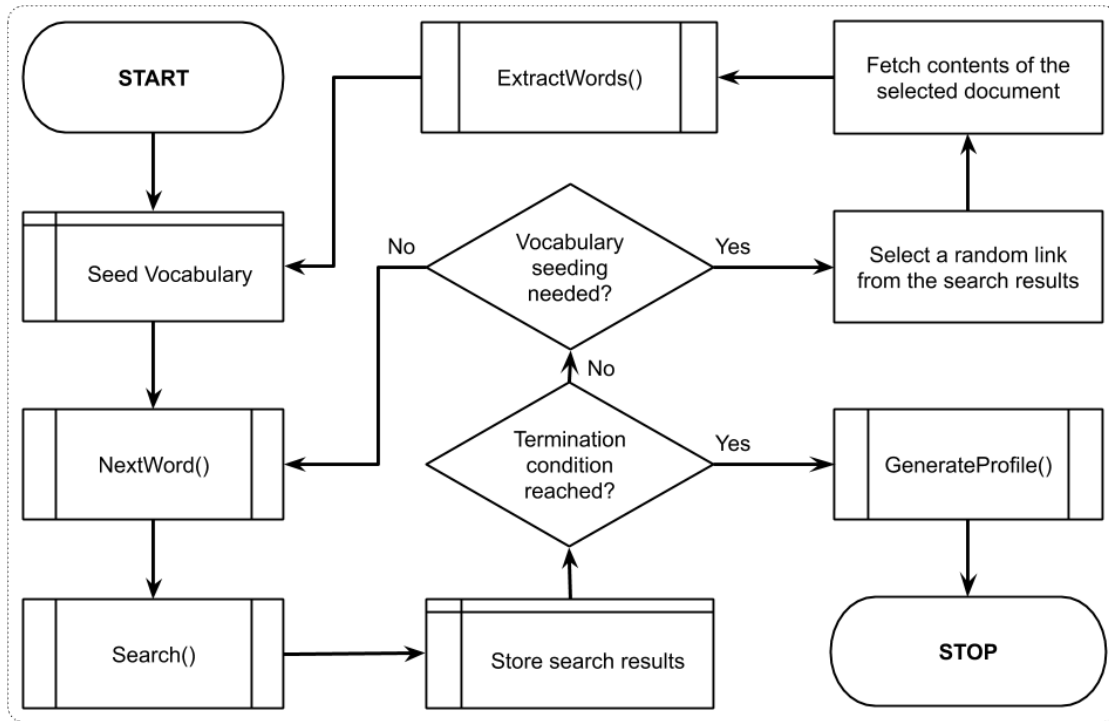 START
ExtractWords()
Fetch contents of the
selected document
Seed Vocabulary
No
Vocabulary
seeding
needed?
Yes
Select a random link
from the search results
No
NextWord()
Termination
condition
reached?
Yes
GenerateProfile()
Search()
Store search results
STOP